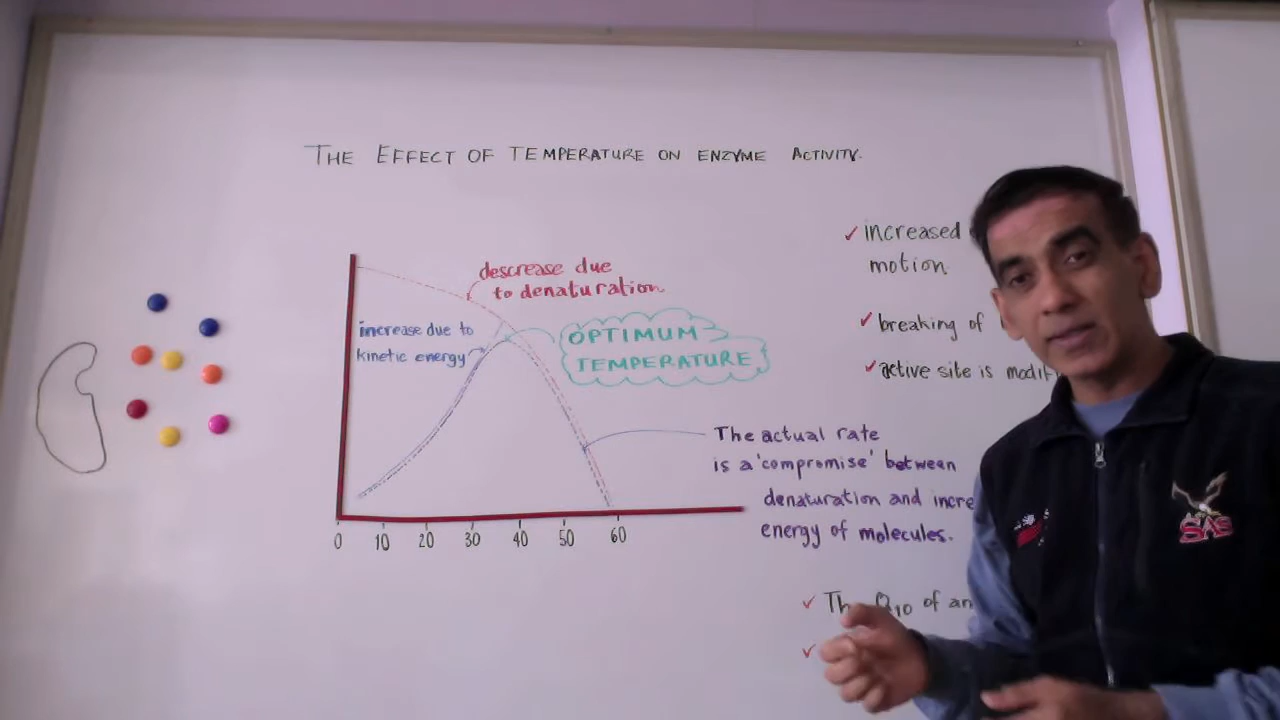 THE EFFECT OF TEMPERATURE ON ENZYME ACTIVITY.
descrease due
to denaturation
increase due to
kinetic energy
OPTIMUM
TEMPERATURE
The actual rate
is a 'compromise' between
denaturation and incre
energy of molecules.
0 10 20 30 40 50 60
✓ increased
motion
✓ breaking of
✓ active site is modif
✓ The Q10 of an
✓
SAS